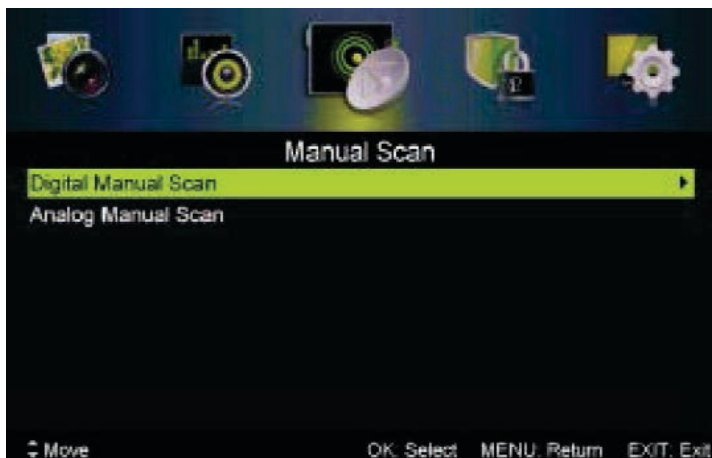 Manual Scan
Digital Manual Scan
Analog Manual Scan
Move OK: Select MENU: Return EXIT: Exit